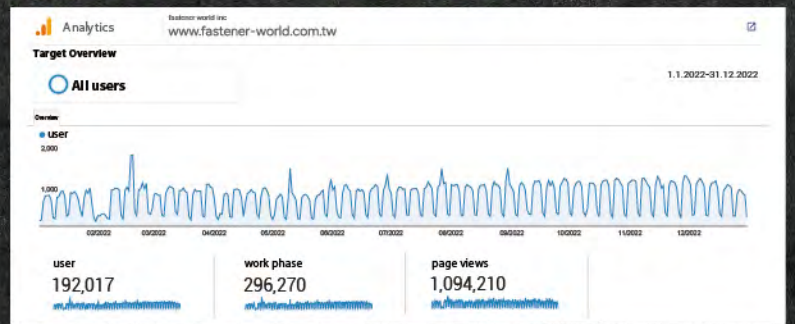 Analytics
fastener world inc
www.fastener-world.com.tw
Target Overview
All users
1.1.2022-31.12.2022
Overview
user
2,000
1,000
02/2022 03/2022 04/2022 05/2022 06/2022 07/2022 08/2022 09/2022 10/2022 11/2022 12/2022
user work phase page views
192,017 296,270 1,094,210